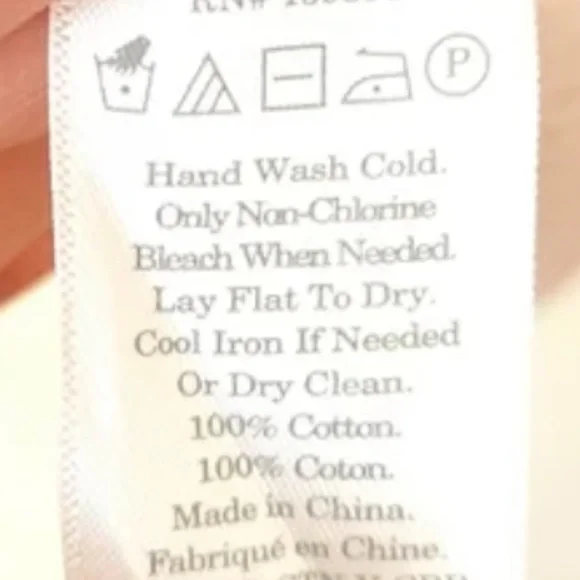 P
Hand Wash Cold.
Only Non-Chlorine
Bleach When Needed.
Lay Flat To Dry.
Cool Iron If Needed
Or Dry Clean.
100% Cotton.
100% Coton.
Made in China.
Fabriqué en Chine.